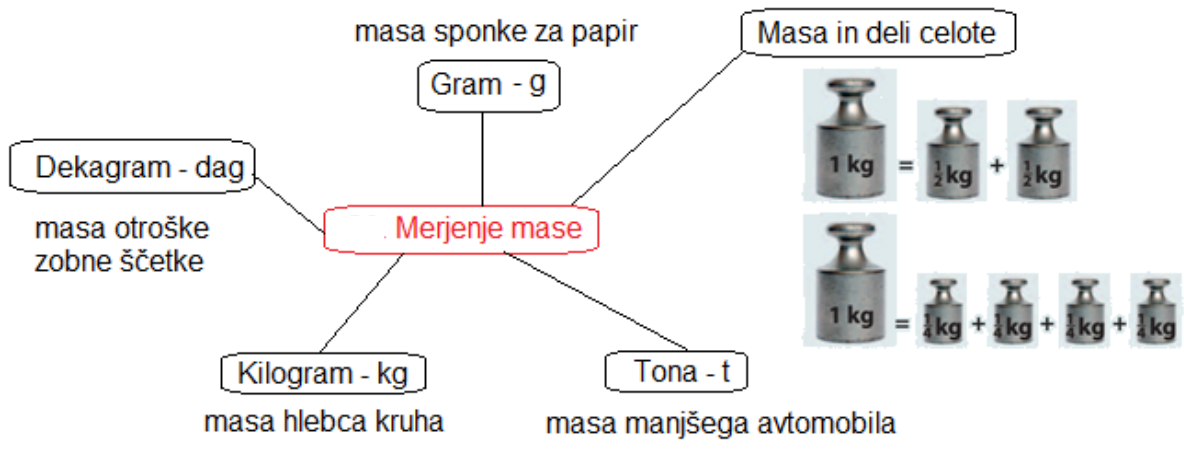 masa sponke za papir
Gram - g
Masa in deli celote
Dekagram - dag
masa otroške
zobne ščetke
. Merjenje mase
Kilogram - kg
masa hlebca kruha
Tona - t
masa manjšega avtomobila
1 kg = ½ kg + ½ kg
1 kg = ¼ kg + ¼ kg + ¼ kg + ¼ kg